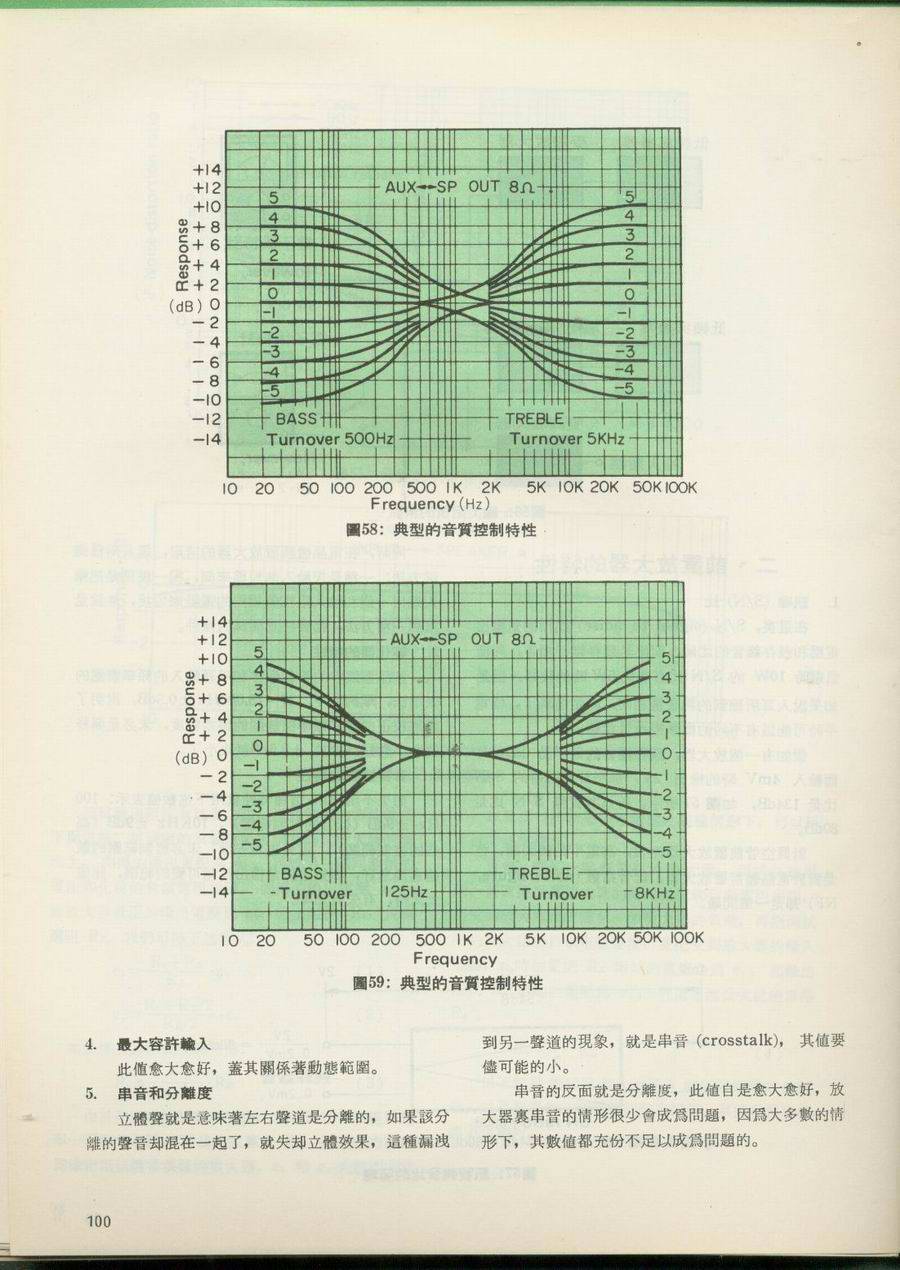 +14
+12
+10
+8
+6
+4
+2
0
-2
-4
-6
-8
-10
-12
-14
Response
(dB)
AUX↔SP OUT 8Ω
5
4
3
2
1
0
-1
-2
-3
-4
-5
5
4
3
2
1
0
-1
-2
-3
-4
-5
BASS
Turnover 500Hz
TREBLE
Turnover 5KHz
10 20 50 100 200 500 1K 2K 5K 10K 20K 50K 100K
Frequency (Hz)
圖58：典型的音質控制特性
+14
+12
+10
+8
+6
+4
+2
0
-2
-4
-6
-8
-10
-12
-14
Response
(dB)
AUX↔SP OUT 8Ω
5
4
3
2
1
0
-1
-2
-3
-4
-5
5
4
3
2
1
0
-1
-2
-3
-4
-5
BASS
Turnover 125Hz
TREBLE
Turnover 8KHz
10 20 50 100 200 500 1K 2K 5K 10K 20K 50K 100K
Frequency
圖59：典型的音質控制特性
4. 最大容許輸入
此值愈大愈好，蓋其關係著動態範圍。
5. 串音和分離度
立體聲就是意味著左右聲道是分離的，如果該分
離的聲音却混在一起了，就失却立體效果，這種漏洩
到另一聲道的現象，就是串音 (crosstalk)， 其值要
儘可能的小。
串音的反面就是分離度，此值自是愈大愈好，放
大器裏串音的情形很少會成爲問題，因爲大多數的情
形下，其數値都充份不足以成爲問題的。
100